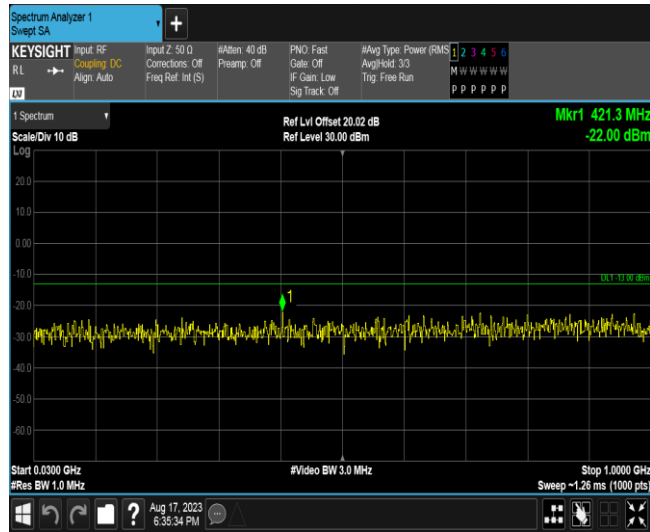 Spectrum Analyzer 1
Swept SA
KEYSIGHT
RL
LXI
Input: RF
Coupling: DC
Align: Auto
Input Z: 50 Ω
Corrections: Off
Freq Ref: Int (S)
#Atten: 40 dB
Preamp: Off
PNO: Fast
Gate: Off
IF Gain: Low
Sig Track: Off
#Avg Type: Power (RMS
Avg|Hold: 3/3
Trig: Free Run
1 2 3 4 5 6
M W W W W W
P P P P P P
1 Spectrum
Scale/Div 10 dB
Log
Ref Lvl Offset 20.02 dB
Ref Level 30.00 dBm
Mkr1 421.3 MHz
-22.00 dBm
20.0
10.0
0.00
-10.0
DL1 -13.00 dBm
1
-20.0
-30.0
-40.0
-50.0
-60.0
Start 0.0300 GHz
#Video BW 3.0 MHz
Stop 1.0000 GHz
#Res BW 1.0 MHz
Sweep ~1.26 ms (1000 pts)
?
Aug 17, 2023
6:35:34 PM